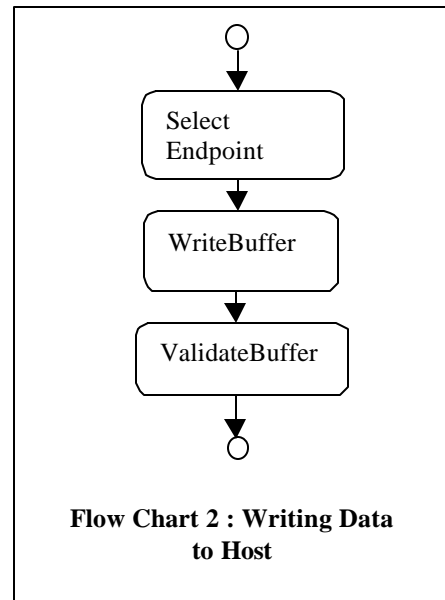 Select
Endpoint
WriteBuffer
ValidateBuffer
Flow Chart 2 : Writing Data
to Host